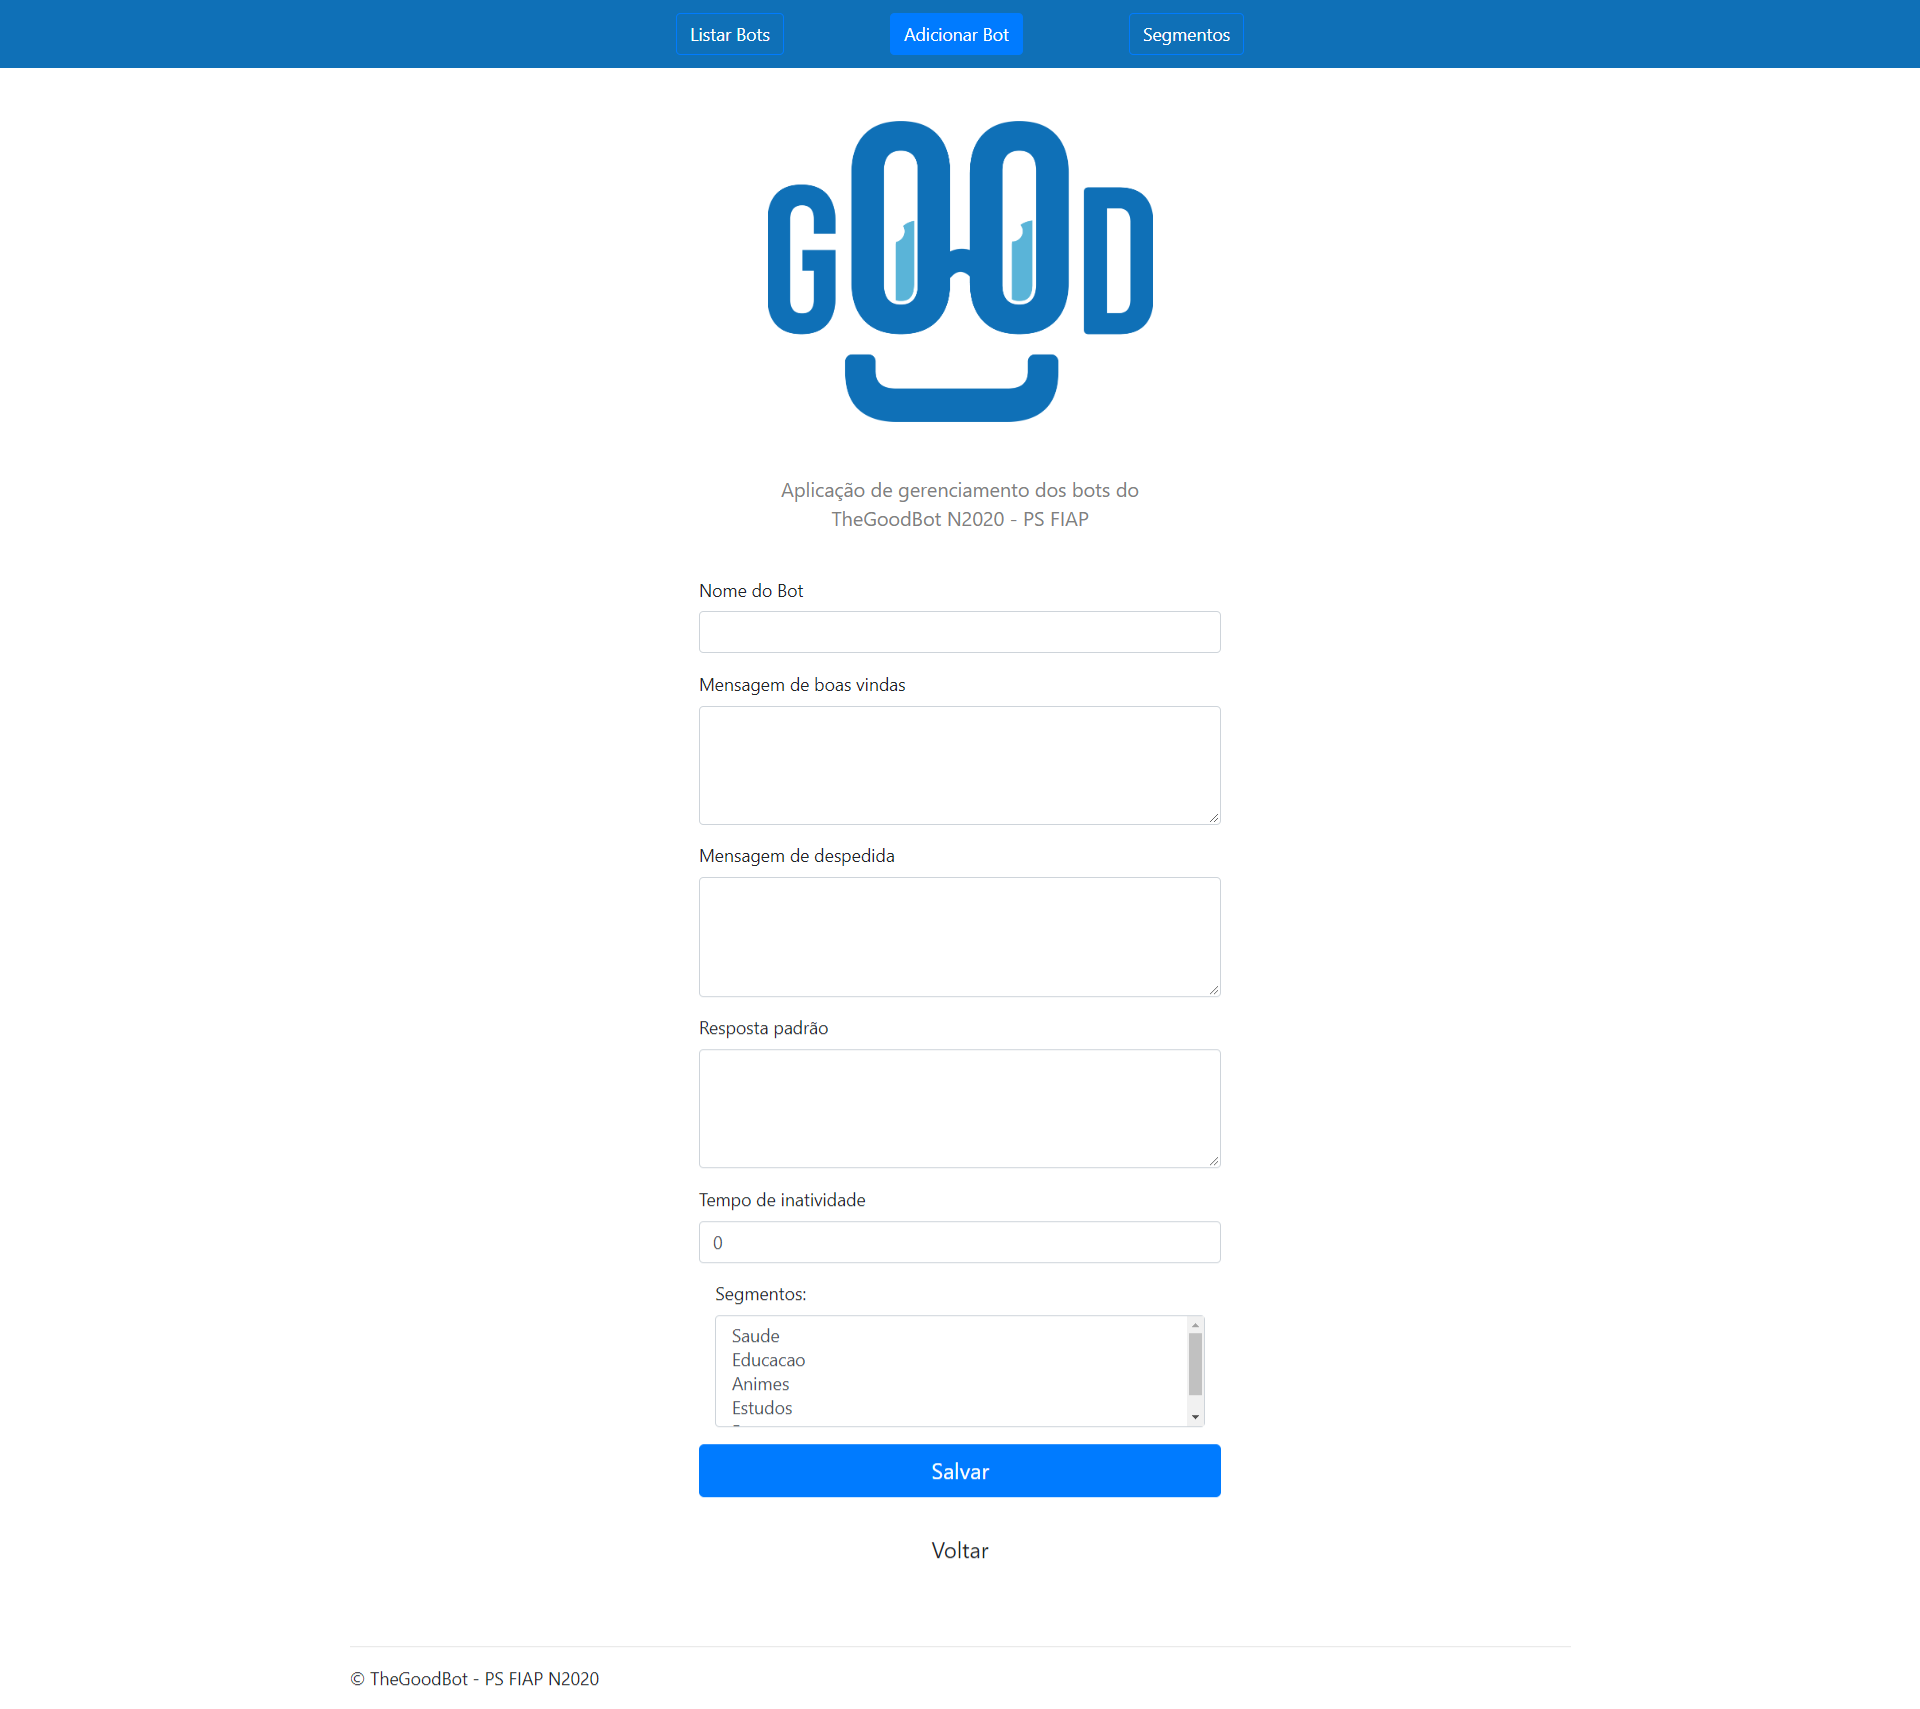 Listar Bots
Adicionar Bot
Segmentos
GOOD
Aplicação de gerenciamento dos bots do
TheGoodBot N2020 - PS FIAP
Nome do Bot
Mensagem de boas vindas
Mensagem de despedida
Resposta padrão
Tempo de inatividade
0
Segmentos:
Saude
Educacao
Animes
Estudos
Salvar
Voltar
© TheGoodBot - PS FIAP N2020